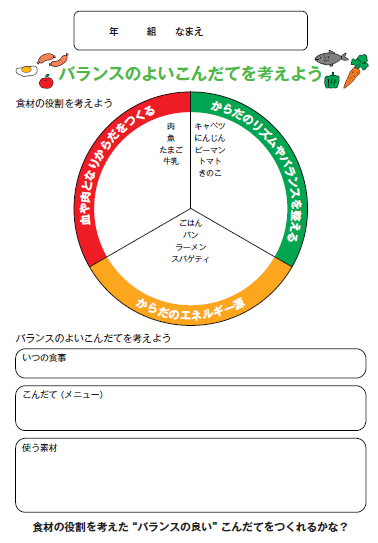 年 組 なまえ
バランスのよいこんだてを考えよう
食材の役割を考えよう
血や肉となりからだをつくる
からだのリズムやバランスを整える
肉
魚
たまご
牛乳
キャベツ
にんじん
ピーマン
トマト
きのこ
ごはん
パン
ラーメン
スパゲティ
からだのエネルギー源
バランスのよいこんだてを考えよう
いつの食事
こんだて（メニュー）
使う素材
食材の役割を考えた“バランスの良い”こんだてをつくれるかな？